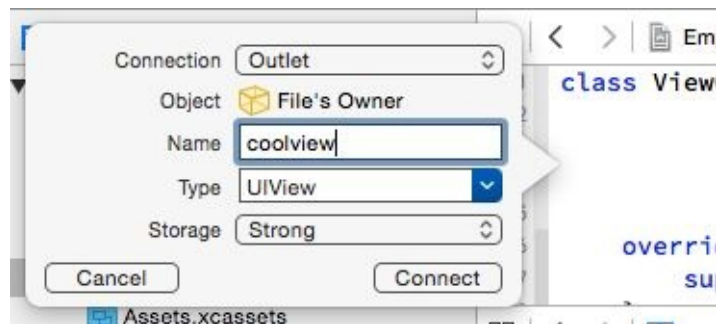 Connection Outlet
Object File's Owner
Name coolview
Type UIView
Storage Strong
Cancel Connect
Assets.xcassets
Em
class View
overri
su